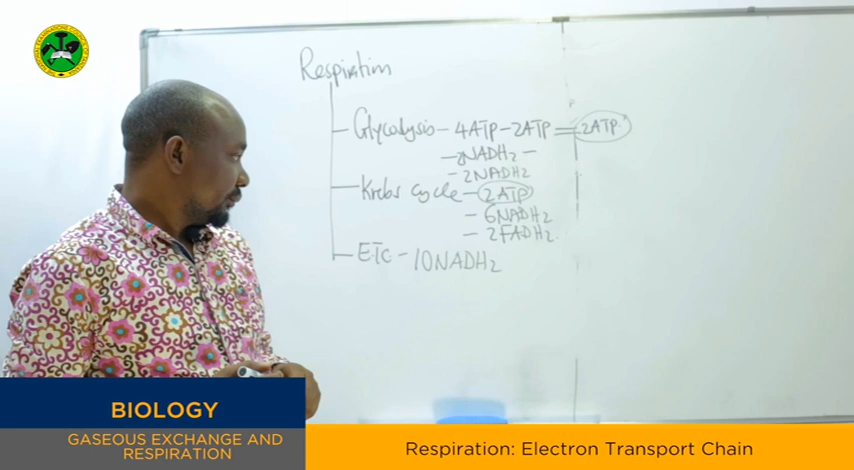 Respiration
Glycolysis – 4ATP – 2ATP = 2ATP
– 2NADH2 –
– 2NADH2
Krebs cycle – 2ATP
– 6NADH2
– 2FADH2.
ETC – 10NADH2
BIOLOGY
GASEOUS EXCHANGE AND
RESPIRATION
Respiration: Electron Transport Chain